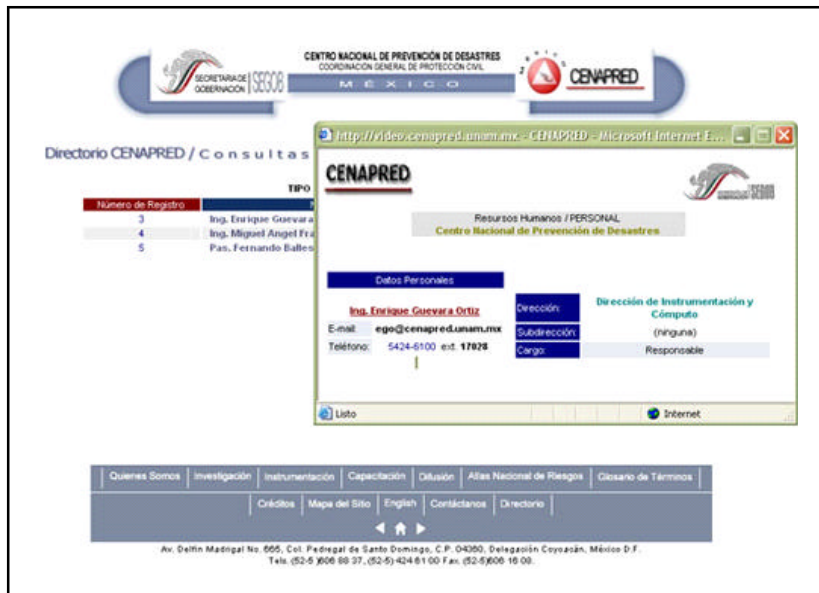 SECRETARIA DE GOBERNACIÓN SEGOB
CENTRO NACIONAL DE PREVENCIÓN DE DESASTRES
COORDINACIÓN GENERAL DE PROTECCIÓN CIVIL
MÉXICO
CENAPRED
Directorio CENAPRED / Consultas
TIPO
Número de Registro
3 Ing. Enrique Guevara
4 Ing. Miguel Angel Fra
5 Pas. Fernando Balles
http://video.cenapred.unam.mx - CENAPRED - Microsoft Internet E...
CENAPRED
SEGOB
Recursos Humanos / PERSONAL
Centro Nacional de Prevención de Desastres
Datos Personales
Ing. Enrique Guevara Ortiz
E-mail: ego@cenapred.unam.mx
Teléfono: 5424-6100 ext. 17028
Dirección: Dirección de Instrumentación y Cómputo
Subdirección: (ninguna)
Cargo: Responsable
Listo Internet
Quienes Somos Investigación Instrumentación Capacitación Difusión Atlas Nacional de Riesgos Glosario de Términos
Créditos Mapa del Sitio English Contáctanos Directorio
Av. Delfín Madrigal No. 665, Col. Pedregal de Santo Domingo, C.P. 04360, Delegación Coyoacán, México D.F.
Tels. (52-5 )606 88 37, (52-5) 424 61 00 Fax. (52-5)606 16 08.